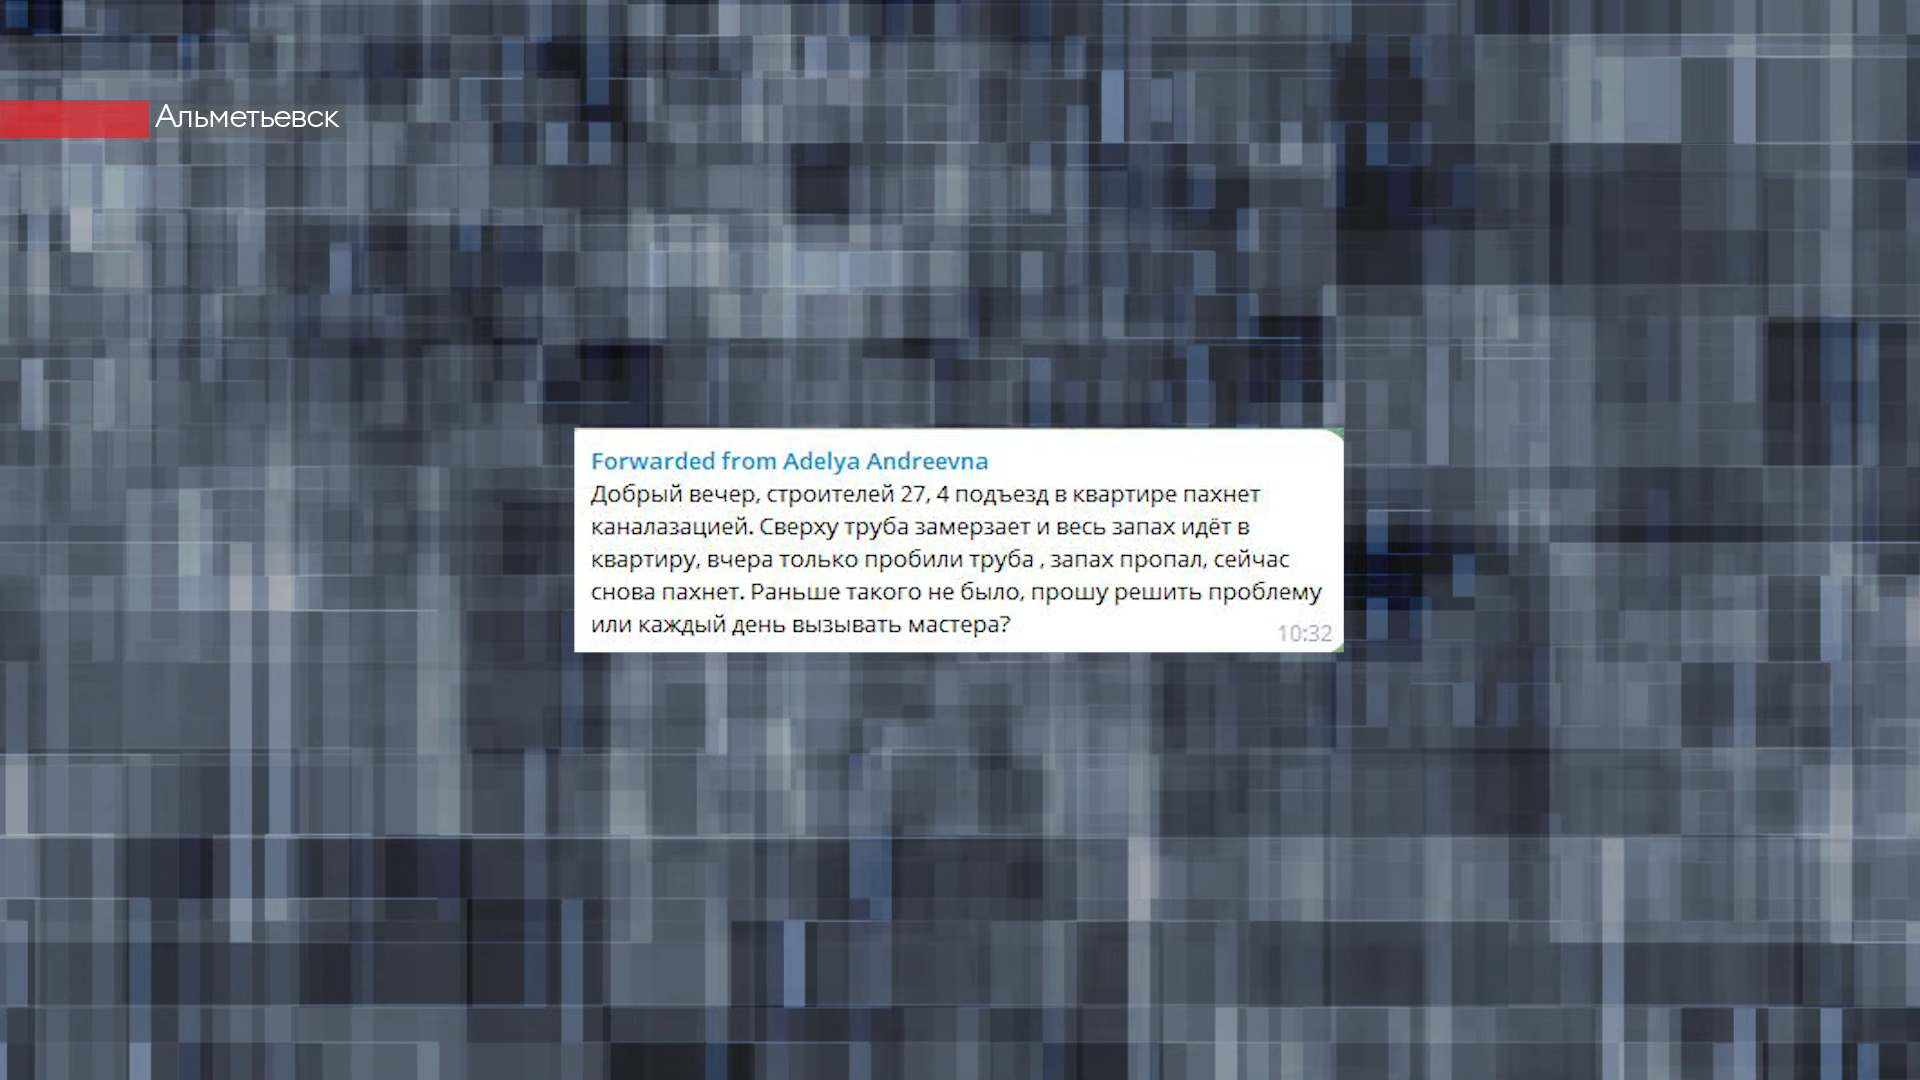 Альметьевск
Forwarded from Adelya Andreevna
Добрый вечер, строителей 27, 4 подъезд в квартире пахнет
каналазацией. Сверху труба замерзает и весь запах идёт в
квартиру, вчера только пробили труба , запах пропал, сейчас
снова пахнет. Раньше такого не было, прошу решить проблему
или каждый день вызывать мастера?
10:32